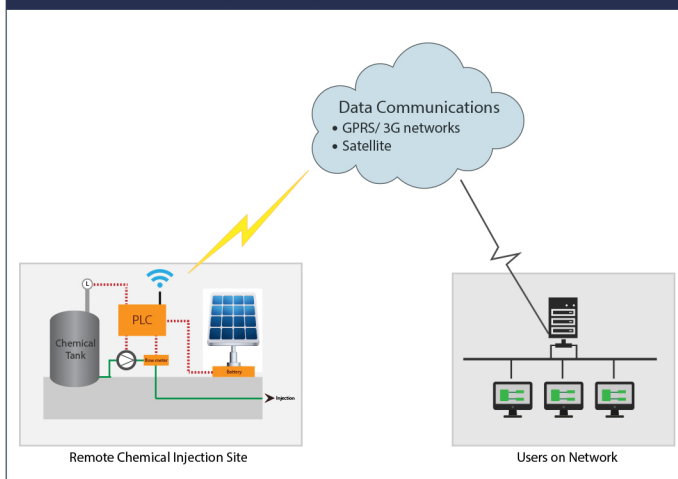 Data Communications
• GPRS/ 3G networks
• Satellite
L
PLC
Chemical
Tank
flow meter
Battery
Injection
Remote Chemical Injection Site
Users on Network